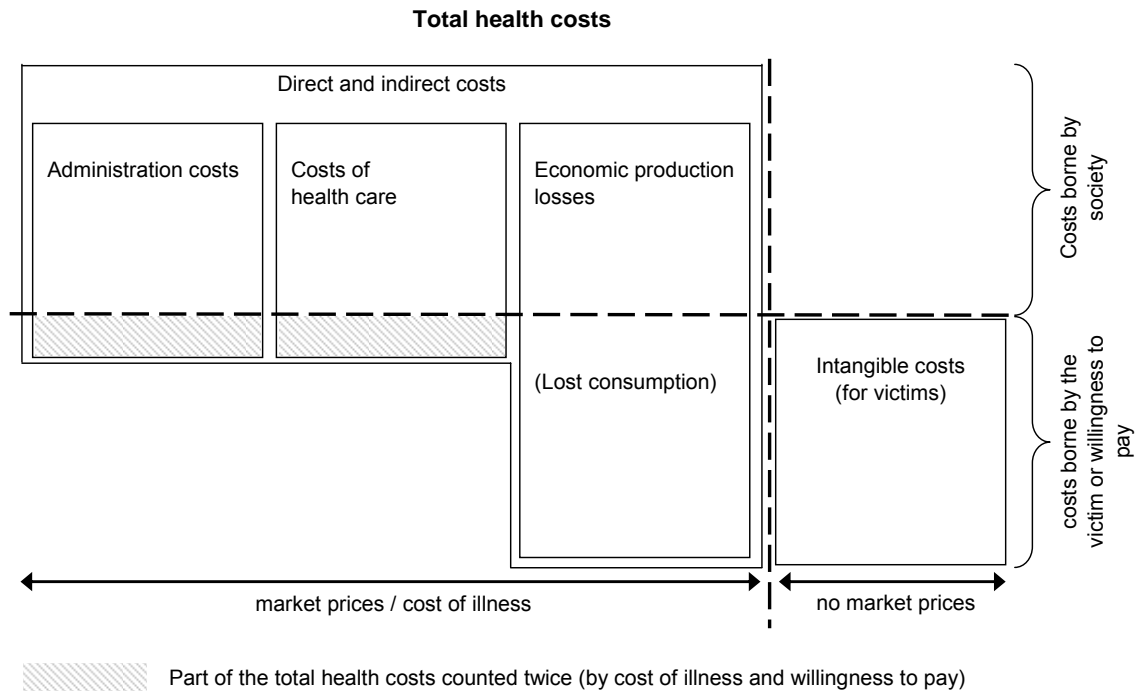 Total health costs
Direct and indirect costs
Administration costs
Costs of
health care
Economic production
losses
Costs borne by
society
(Lost consumption)
Intangible costs
(for victims)
costs borne by the
victim or willingness to
pay
market prices / cost of illness
no market prices
Part of the total health costs counted twice (by cost of illness and willingness to pay)